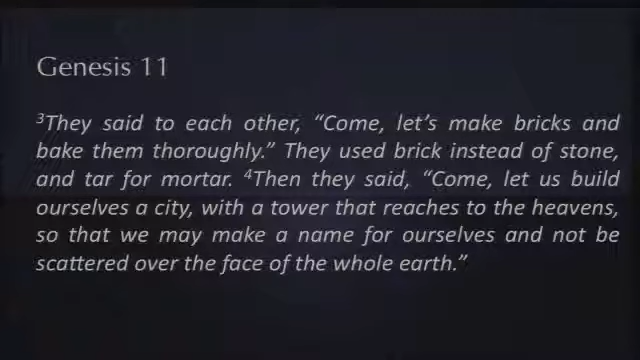 Genesis 11
³They said to each other, “Come, let’s make bricks and
bake them thoroughly.” They used brick instead of stone,
and tar for mortar. ⁴Then they said, “Come, let us build
ourselves a city, with a tower that reaches to the heavens,
so that we may make a name for ourselves and not be
scattered over the face of the whole earth.”